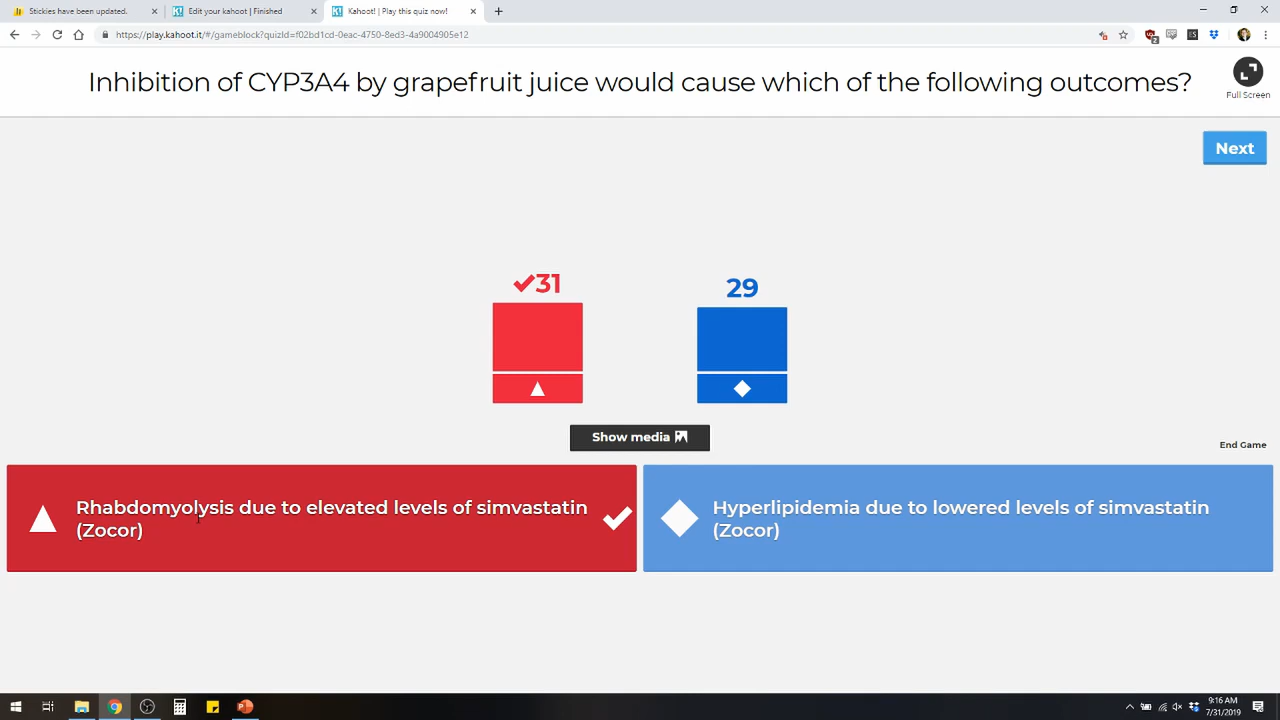 Stickies have been updated.
Edit your kahoot | Finished
Kahoot! | Play this quiz now!
https://play.kahoot.it/#/gameblock?quizId=f02bd1cd-0eac-4750-8ed3-4a9004905e12
Inhibition of CYP3A4 by grapefruit juice would cause which of the following outcomes?
Full Screen
Next
31
29
Show media
End Game
Rhabdomyolysis due to elevated levels of simvastatin
(Zocor)
Hyperlipidemia due to lowered levels of simvastatin
(Zocor)
9:16 AM
7/31/2019